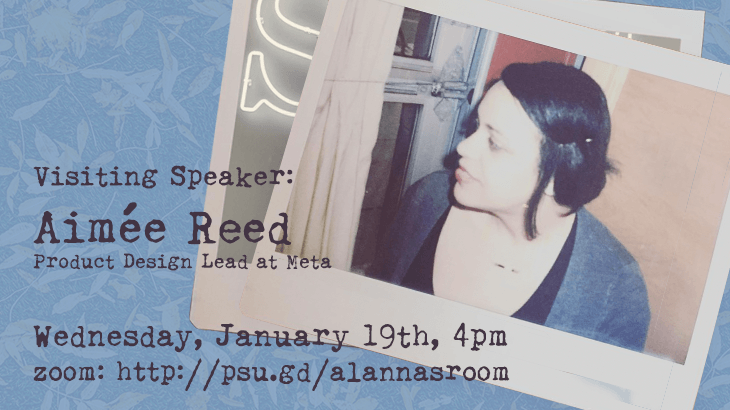 Visiting Speaker:
Aimée Reed
Product Design Lead at Meta
Wednesday, January 19th, 4pm
zoom: http://psu.gd/alannasroom